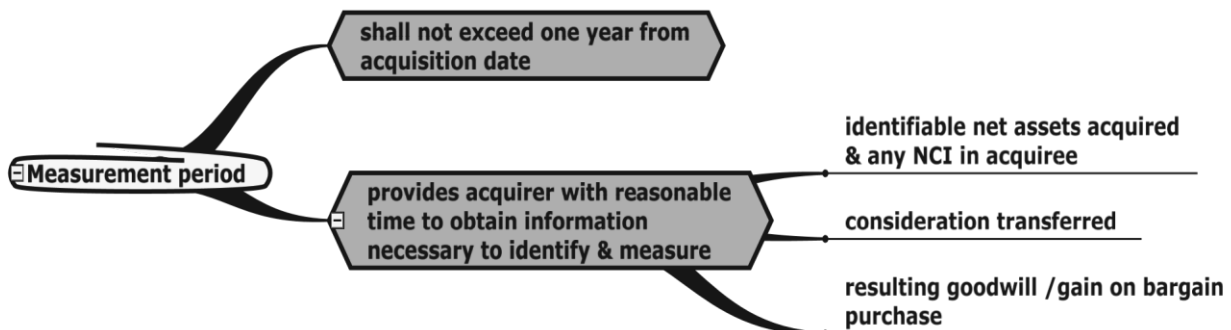 shall not exceed one year from
acquisition date
Measurement period
provides acquirer with reasonable
time to obtain information
necessary to identify & measure
identifiable net assets acquired
& any NCI in acquiree
consideration transferred
resulting goodwill /gain on bargain
purchase